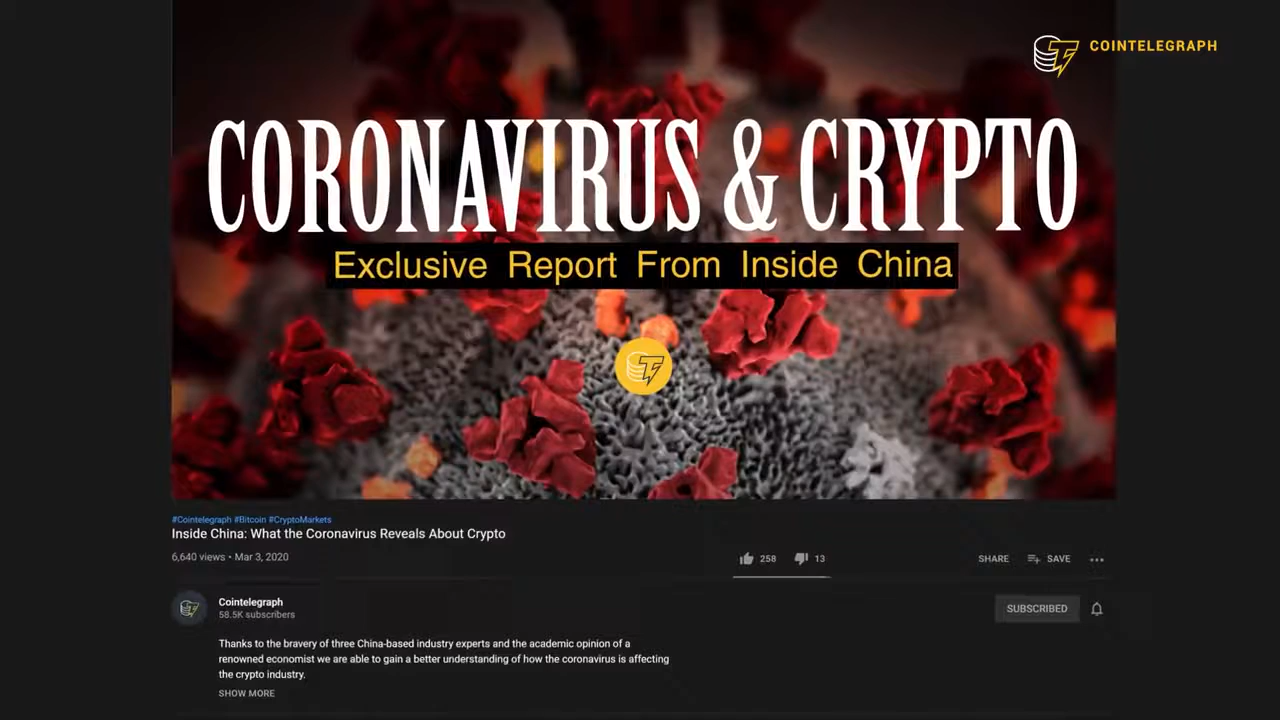 COINTELEGRAPH
CORONAVIRUS & CRYPTO
Exclusive Report From Inside China
#Cointelegraph #Bitcoin #CryptoMarkets
Inside China: What the Coronavirus Reveals About Crypto
6,640 views • Mar 3, 2020
258
13
SHARE
SAVE
Cointelegraph
58.5K subscribers
SUBSCRIBED
Thanks to the bravery of three China-based industry experts and the academic opinion of a
renowned economist we are able to gain a better understanding of how the coronavirus is affecting
the crypto industry.
SHOW MORE